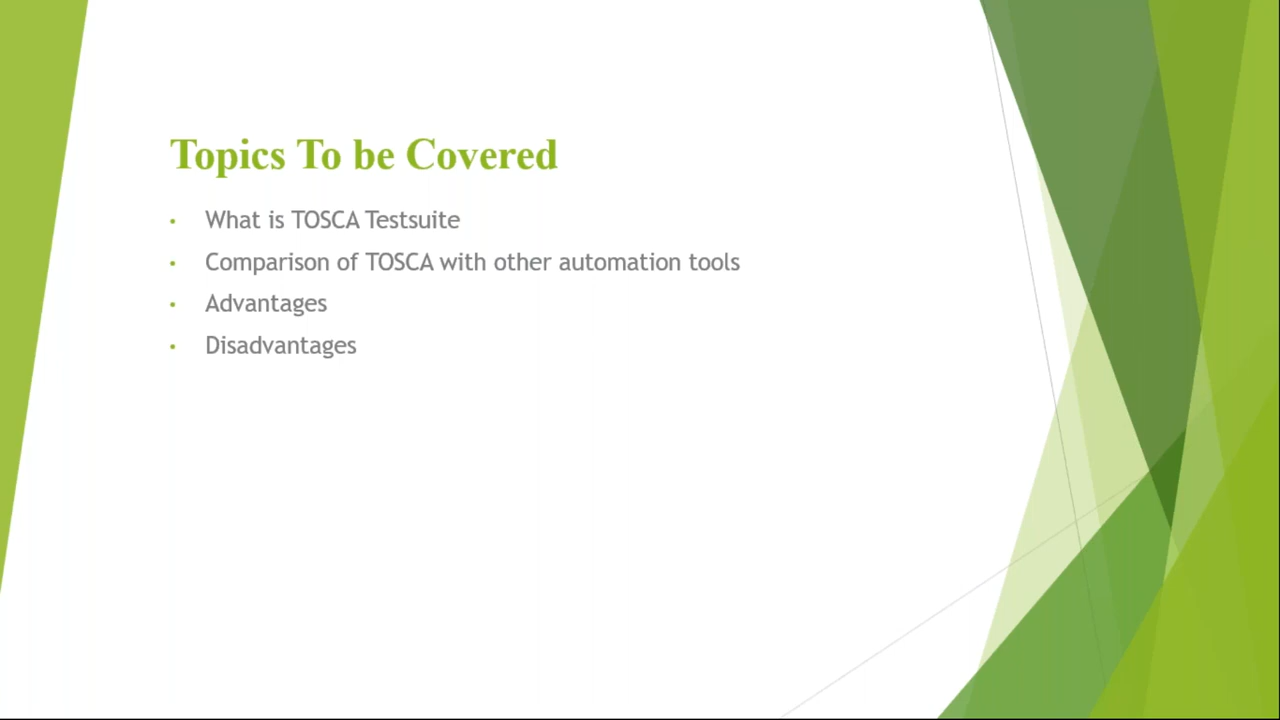 Topics To be Covered
• What is TOSCA Testsuite
• Comparison of TOSCA with other automation tools
• Advantages
• Disadvantages